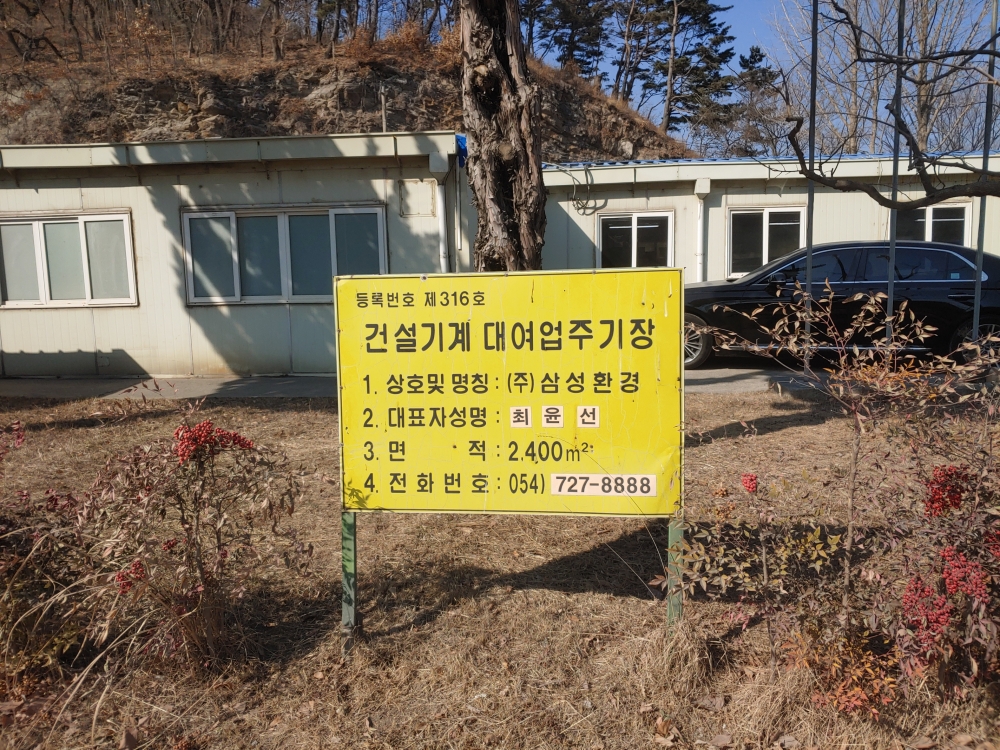 등록번호 제316호
건설기계 대여업주기장
1. 상호및 명칭 : (주) 삼성환경
2. 대표자성명 : 최윤선
3. 면 적 : 2.400m²
4. 전화번호 : 054) 727-8888